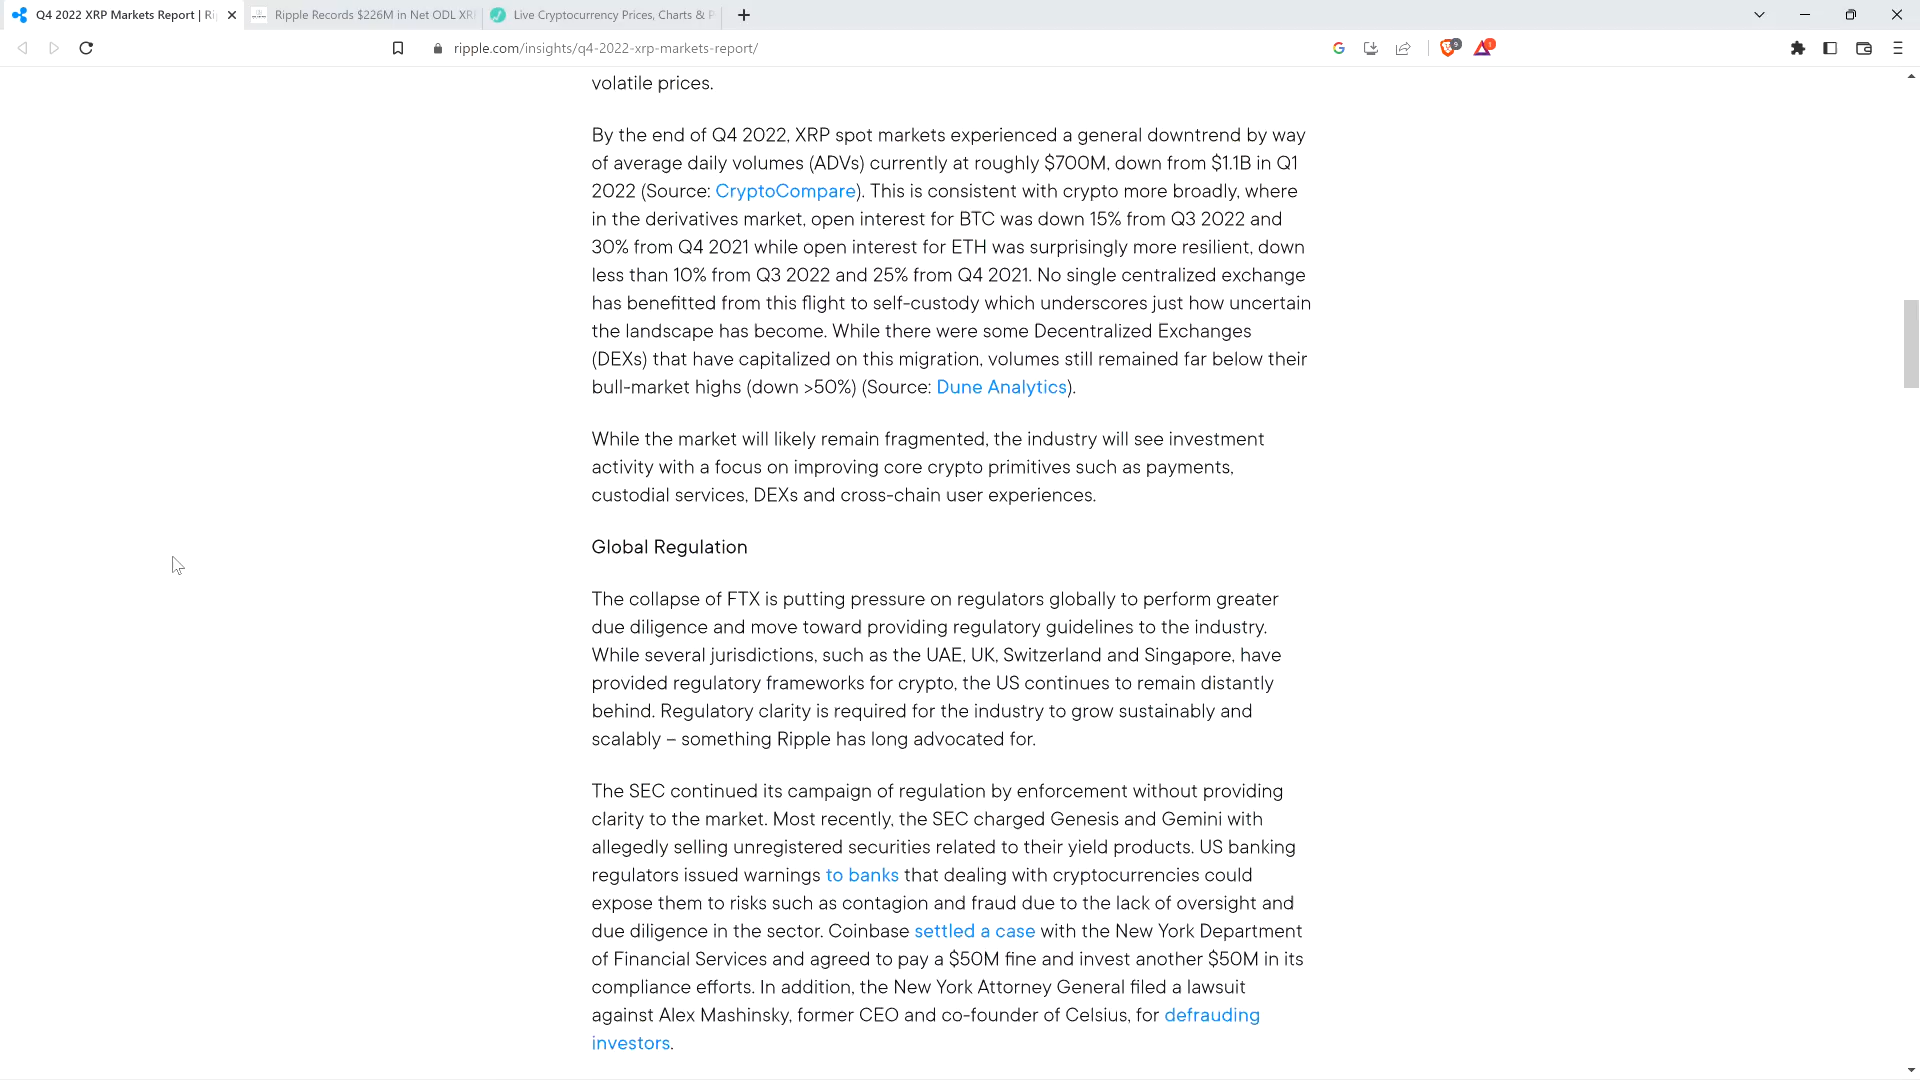 Q4 2022 XRP Markets Report | Ri
Ripple Records $226M in Net ODL XRP
Live Cryptocurrency Prices, Charts & P
ripple.com/insights/q4-2022-xrp-markets-report/
volatile prices.
By the end of Q4 2022, XRP spot markets experienced a general downtrend by way
of average daily volumes (ADVs) currently at roughly $700M, down from $1.1B in Q1
2022 (Source: CryptoCompare). This is consistent with crypto more broadly, where
in the derivatives market, open interest for BTC was down 15% from Q3 2022 and
30% from Q4 2021 while open interest for ETH was surprisingly more resilient, down
less than 10% from Q3 2022 and 25% from Q4 2021. No single centralized exchange
has benefitted from this flight to self-custody which underscores just how uncertain
the landscape has become. While there were some Decentralized Exchanges
(DEXs) that have capitalized on this migration, volumes still remained far below their
bull-market highs (down >50%) (Source: Dune Analytics).
While the market will likely remain fragmented, the industry will see investment
activity with a focus on improving core crypto primitives such as payments,
custodial services, DEXs and cross-chain user experiences.
Global Regulation
The collapse of FTX is putting pressure on regulators globally to perform greater
due diligence and move toward providing regulatory guidelines to the industry.
While several jurisdictions, such as the UAE, UK, Switzerland and Singapore, have
provided regulatory frameworks for crypto, the US continues to remain distantly
behind. Regulatory clarity is required for the industry to grow sustainably and
scalably – something Ripple has long advocated for.
The SEC continued its campaign of regulation by enforcement without providing
clarity to the market. Most recently, the SEC charged Genesis and Gemini with
allegedly selling unregistered securities related to their yield products. US banking
regulators issued warnings to banks that dealing with cryptocurrencies could
expose them to risks such as contagion and fraud due to the lack of oversight and
due diligence in the sector. Coinbase settled a case with the New York Department
of Financial Services and agreed to pay a $50M fine and invest another $50M in its
compliance efforts. In addition, the New York Attorney General filed a lawsuit
against Alex Mashinsky, former CEO and co-founder of Celsius, for defrauding
investors.